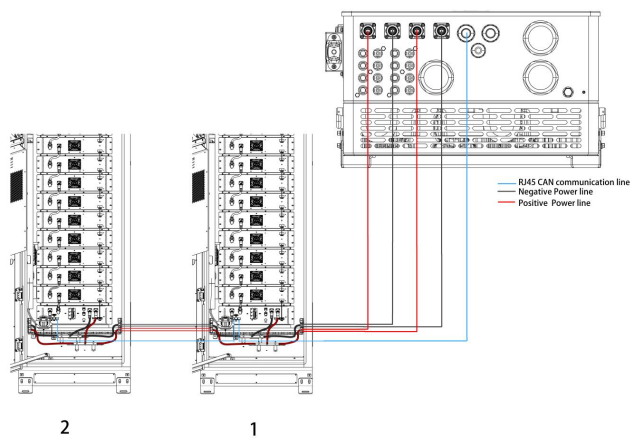 RJ45 CAN communication line
Negative Power line
Positive Power line
2
1